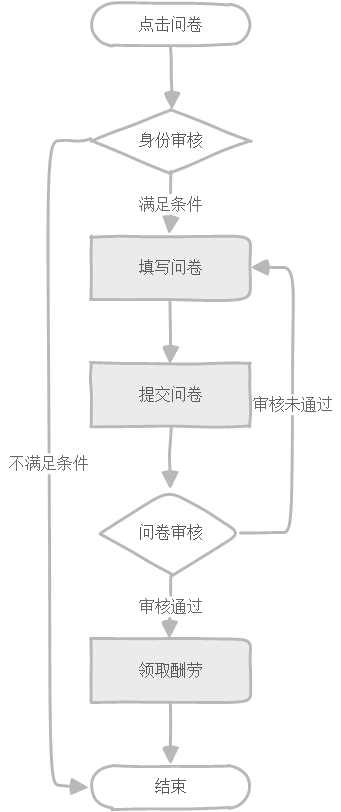 点击问卷
身份审核
满足条件
填写问卷
提交问卷
审核未通过
不满足条件
问卷审核
审核通过
领取酬劳
结束